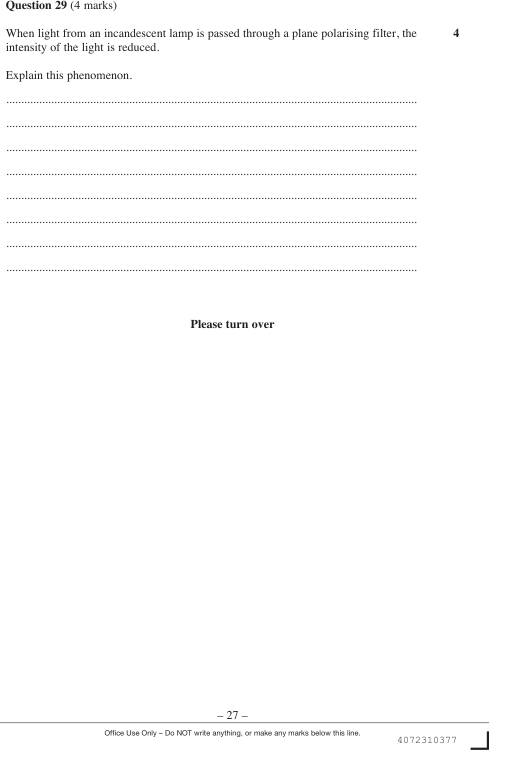 Question 29 (4 marks)
When light from an incandescent lamp is passed through a plane polarising filter, the 4
intensity of the light is reduced.
Explain this phenomenon.
................................................................................
................................................................................
................................................................................
................................................................................
................................................................................
................................................................................
................................................................................
................................................................................
Please turn over
– 27 –
Office Use Only – Do NOT write anything, or make any marks below this line.
4072310377